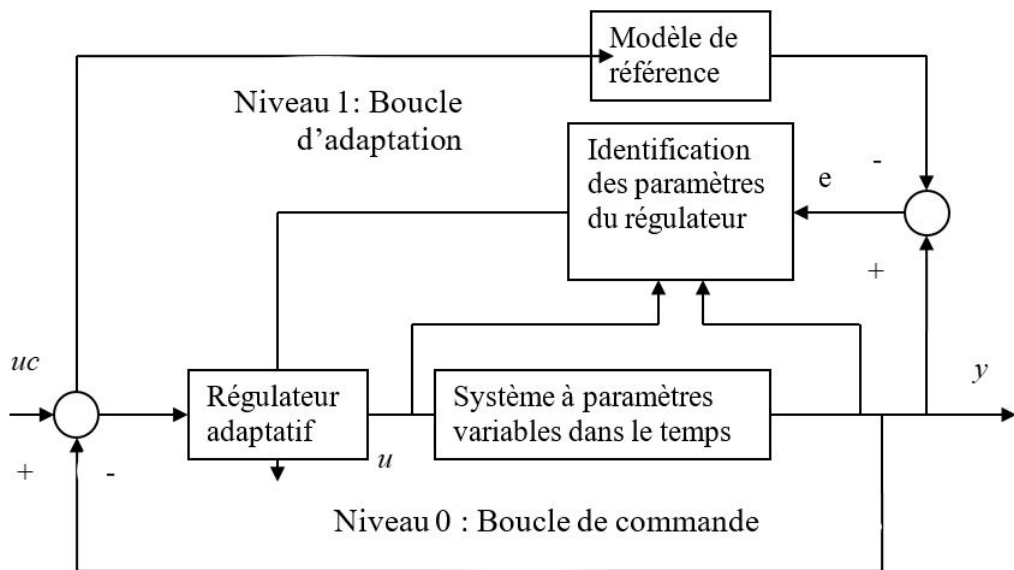 Modèle de
référence
Niveau 1: Boucle
d’adaptation
Identification
des paramètres
du régulateur
e
-
+
uc
y
Régulateur
adaptatif
Système à paramètres
variables dans le temps
+
-
u
Niveau 0 : Boucle de commande